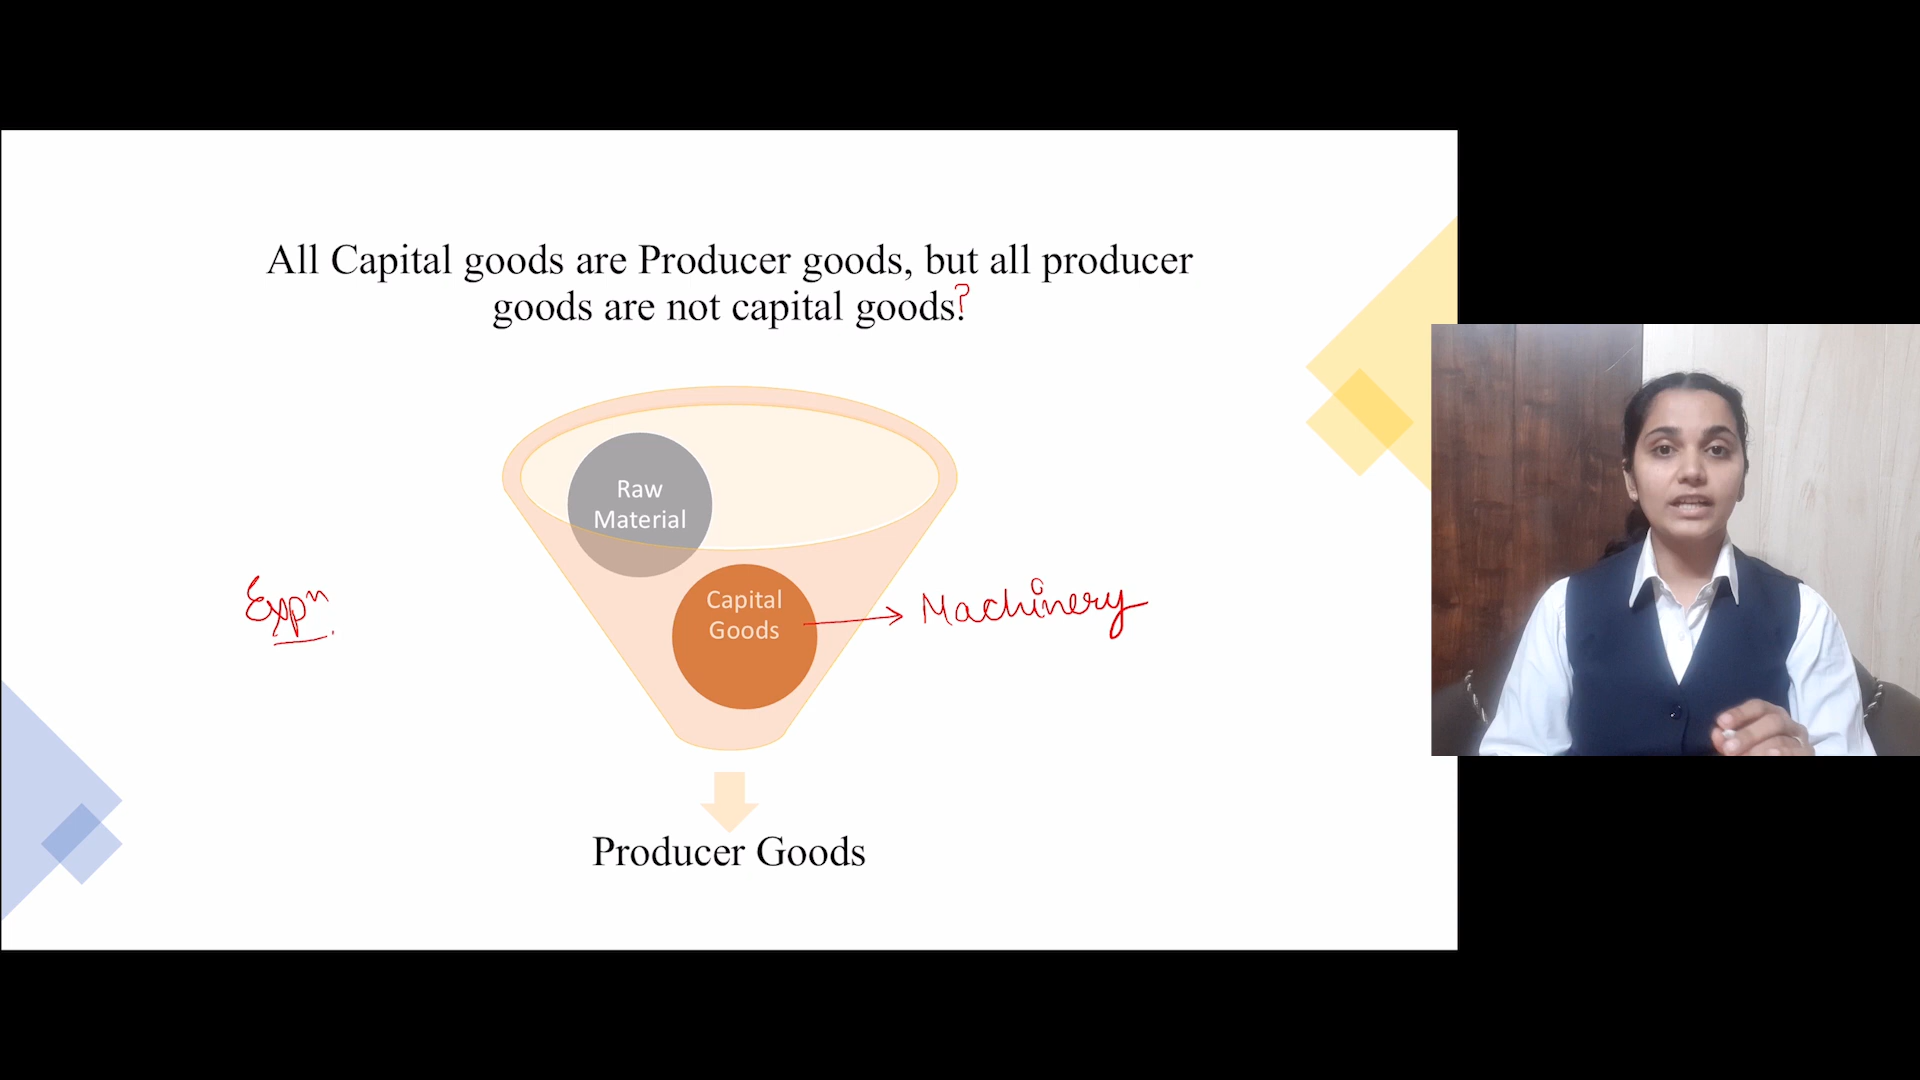 All Capital goods are Producer goods, but all producer
goods are not capital goods.?
Raw
Material
Capital
Goods
Expn
Machinery
Producer Goods